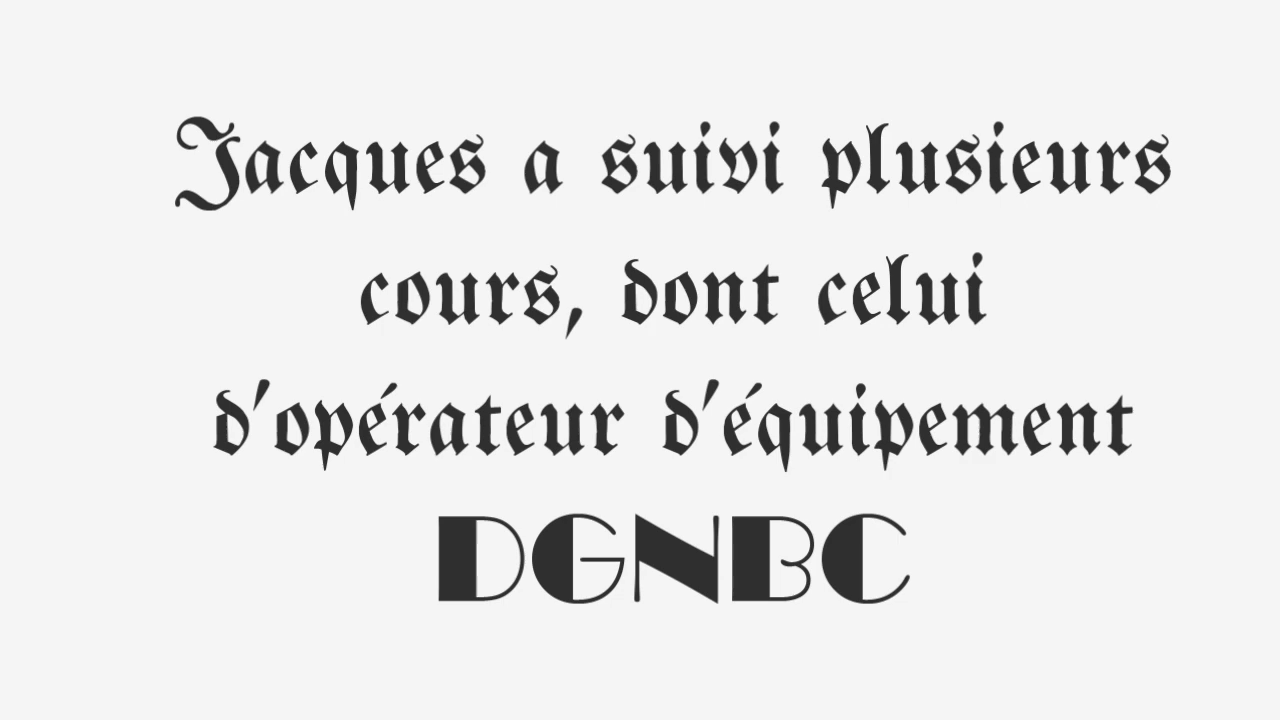 Jacques a suivi plusieurs
cours, dont celui
d'opérateur d'équipement
DGNBC